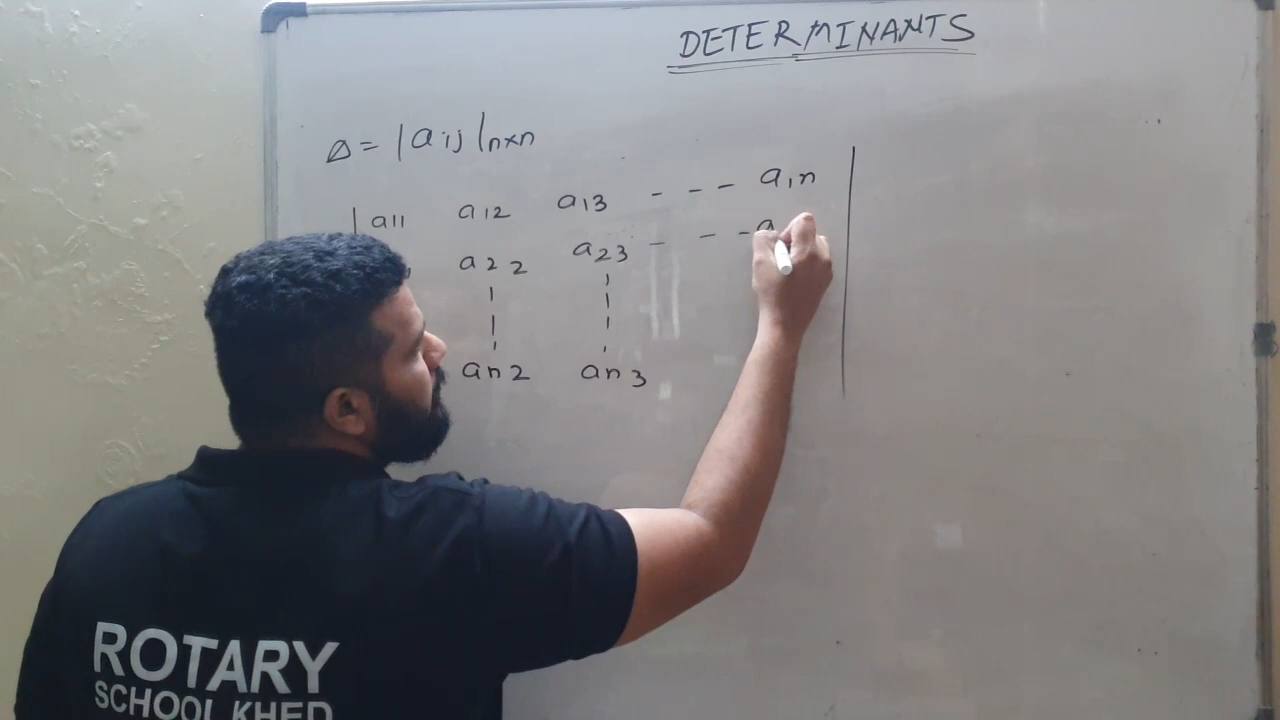 DETERMINANTS
Δ = |aij|n×n
a11 a12 a13 - - - a1n
a22 a23 - - - a
an2 an3
ROTARY
SCHOOL KHED